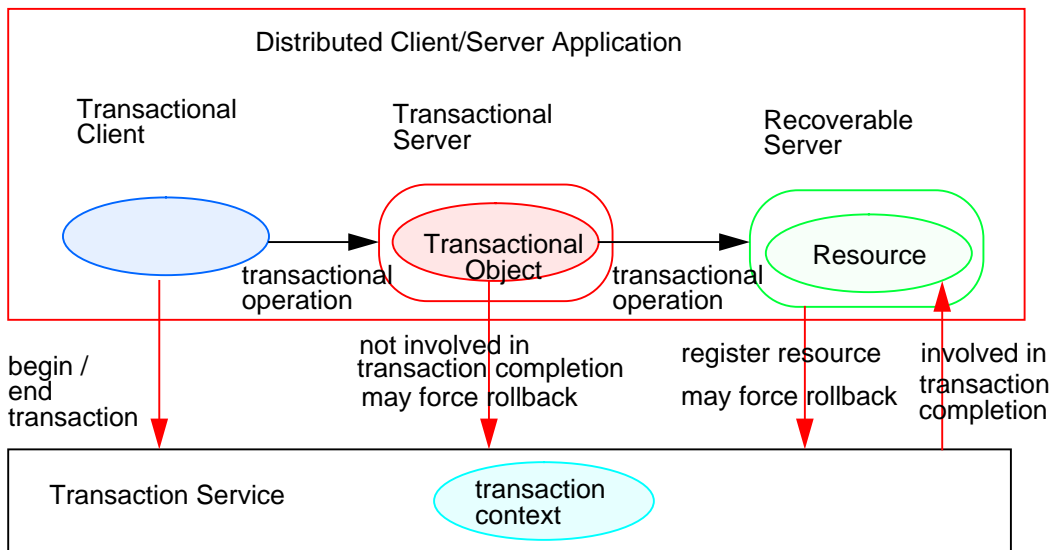 Distributed Client/Server Application
Transactional
Client
Transactional
Server
Recoverable
Server
Transactional
Object
Resource
transactional
operation
transactional
operation
begin /
end
transaction
not involved in
transaction completion
may force rollback
register resource
may force rollback
involved in
transaction
completion
Transaction Service
transaction
context